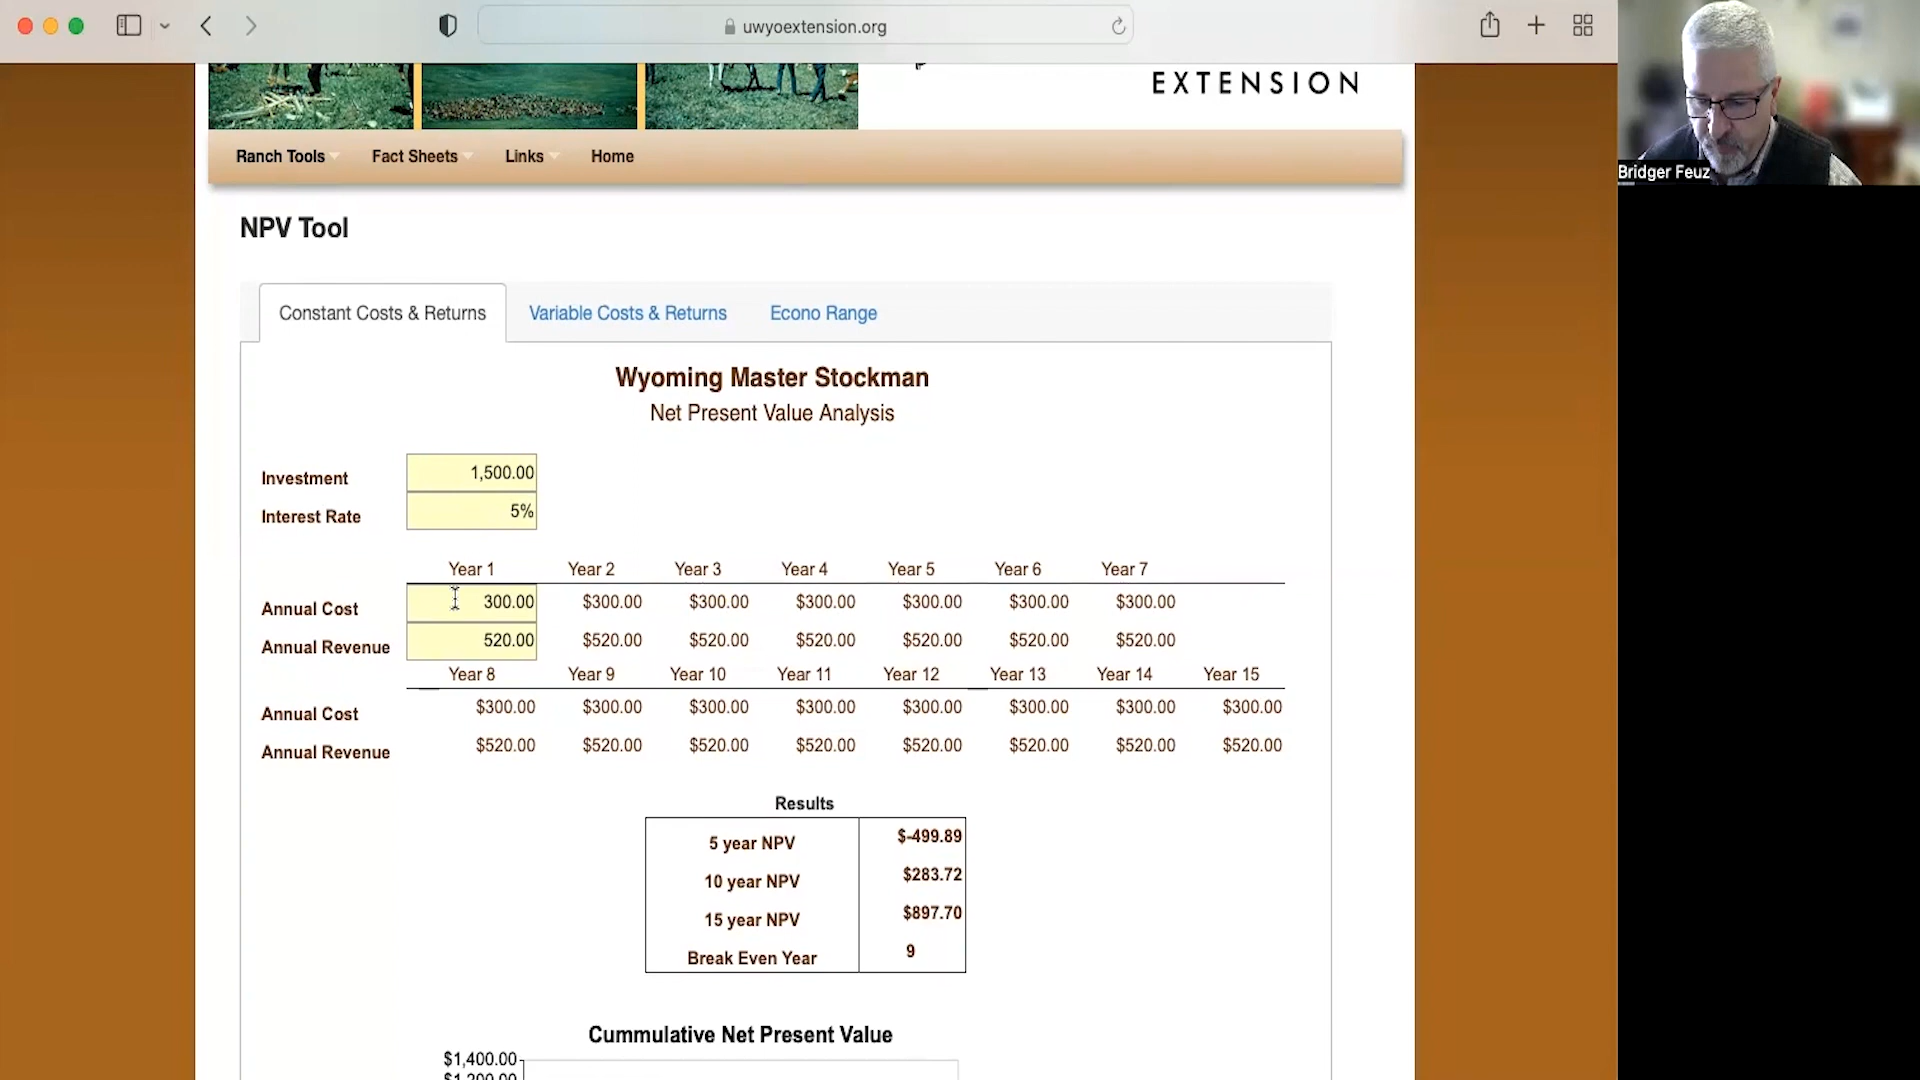 uwyoextension.org
EXTENSION
Bridger Feuz
Ranch Tools Fact Sheets Links Home
NPV Tool
Constant Costs & Returns Variable Costs & Returns Econo Range
Wyoming Master Stockman
Net Present Value Analysis
Investment 1,500.00
Interest Rate 5%
Year 1 Year 2 Year 3 Year 4 Year 5 Year 6 Year 7
Annual Cost 300.00 $300.00 $300.00 $300.00 $300.00 $300.00 $300.00
Annual Revenue 520.00 $520.00 $520.00 $520.00 $520.00 $520.00 $520.00
Year 8 Year 9 Year 10 Year 11 Year 12 Year 13 Year 14 Year 15
Annual Cost $300.00 $300.00 $300.00 $300.00 $300.00 $300.00 $300.00 $300.00
Annual Revenue $520.00 $520.00 $520.00 $520.00 $520.00 $520.00 $520.00 $520.00
Results
5 year NPV $-499.89
10 year NPV $283.72
15 year NPV $897.70
Break Even Year 9
Cummulative Net Present Value
$1,400.00
$1,200.00